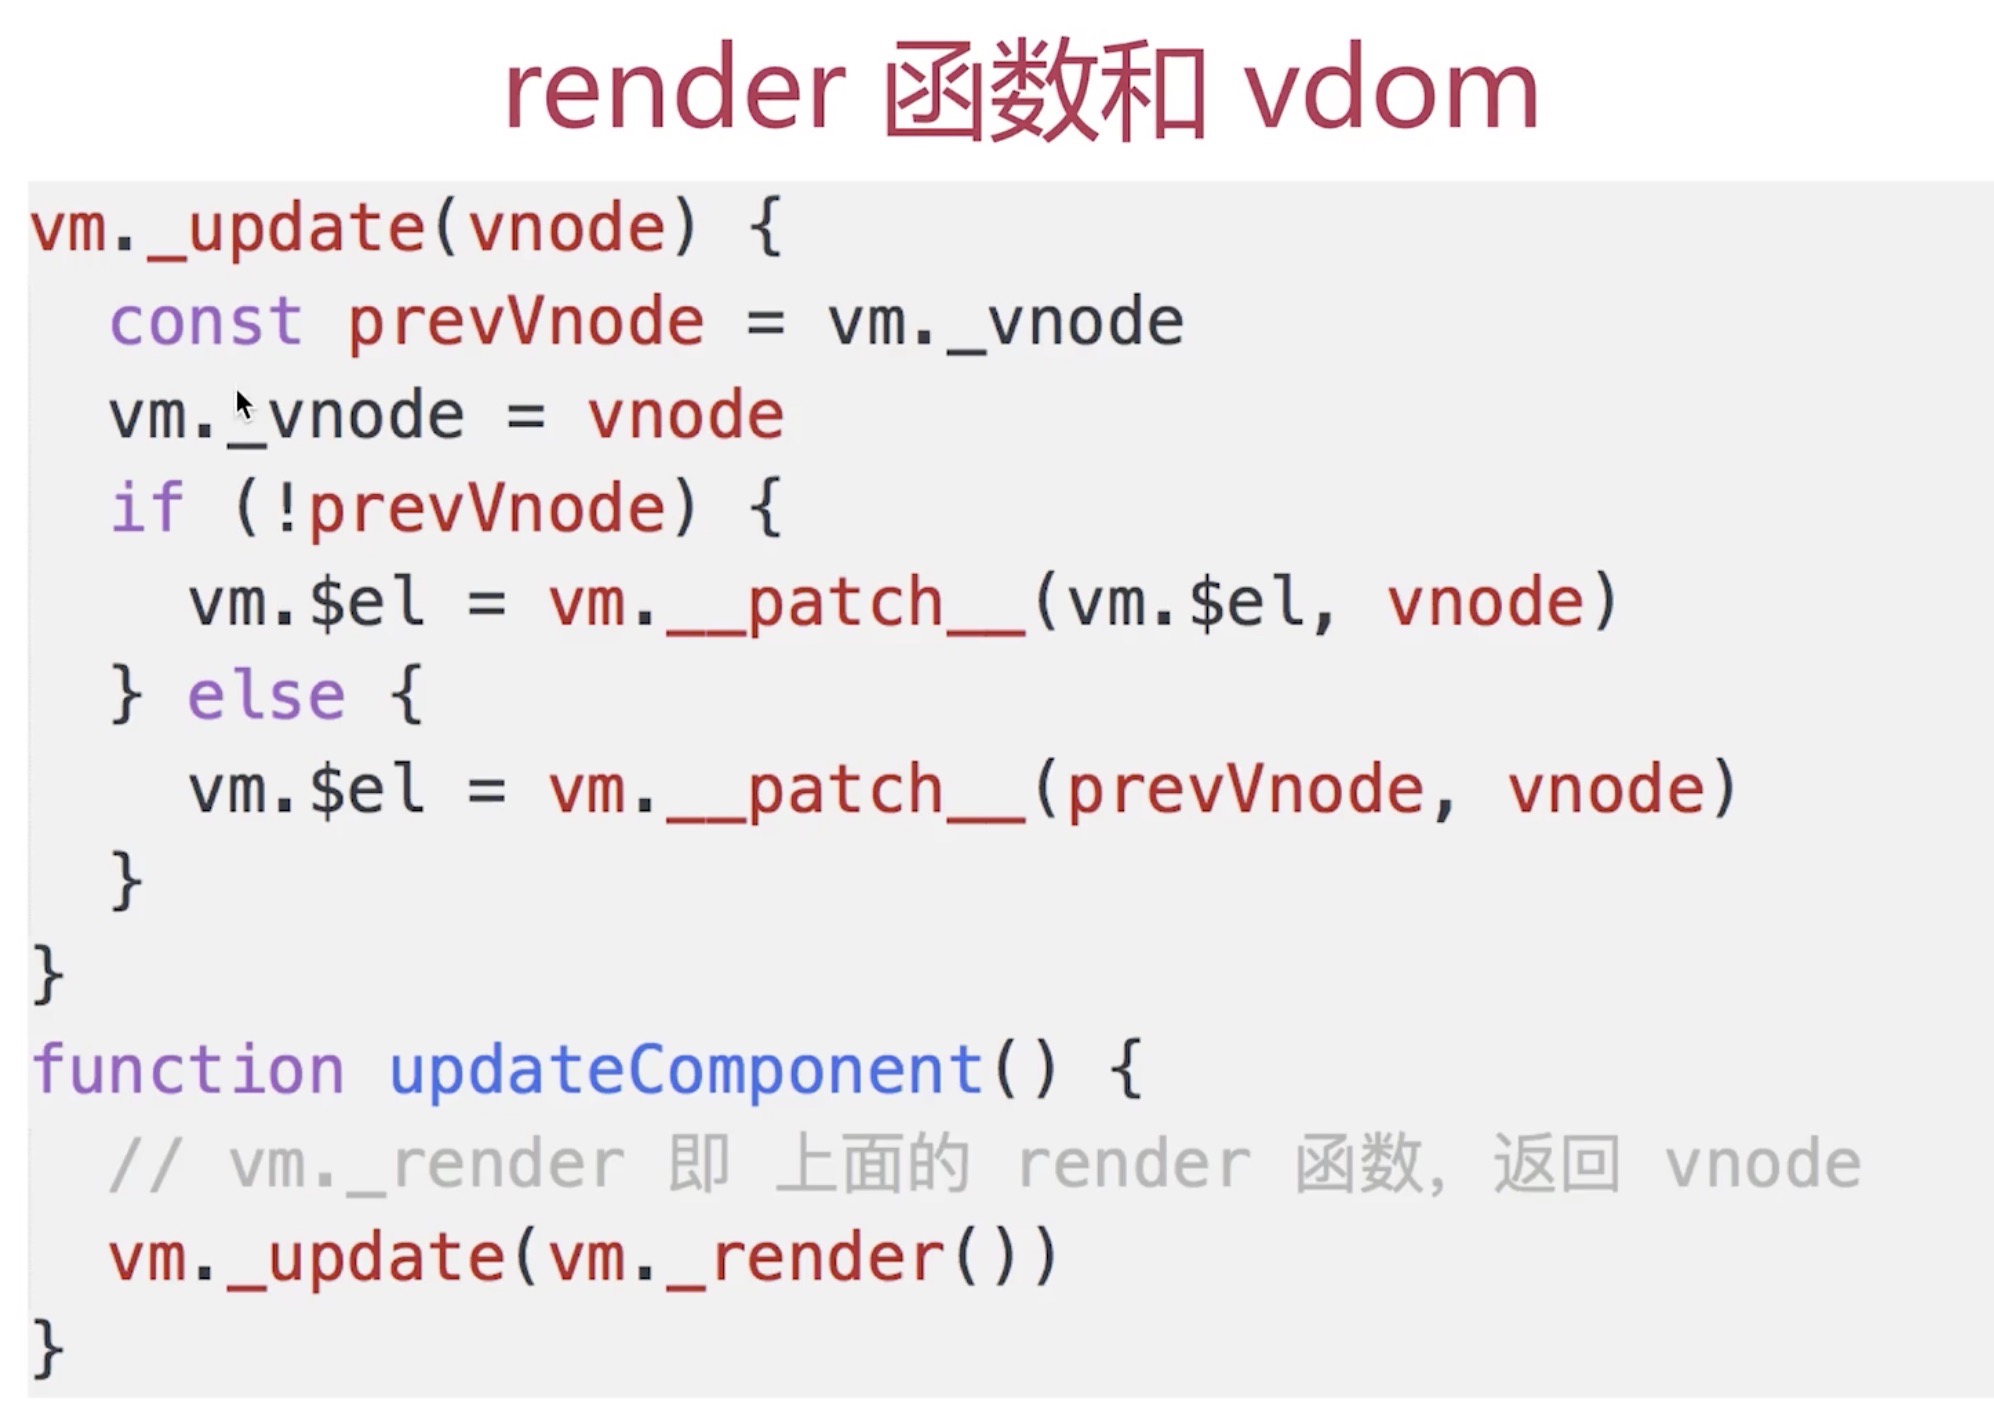 render 函数和 vdom
vm._update(vnode) {
  const prevVnode = vm._vnode
  vm._vnode = vnode
  if (!prevVnode) {
    vm.$el = vm.__patch__(vm.$el, vnode)
  } else {
    vm.$el = vm.__patch__(prevVnode, vnode)
  }
}
function updateComponent() {
  // vm._render 即 上面的 render 函数，返回 vnode
  vm._update(vm._render())
}